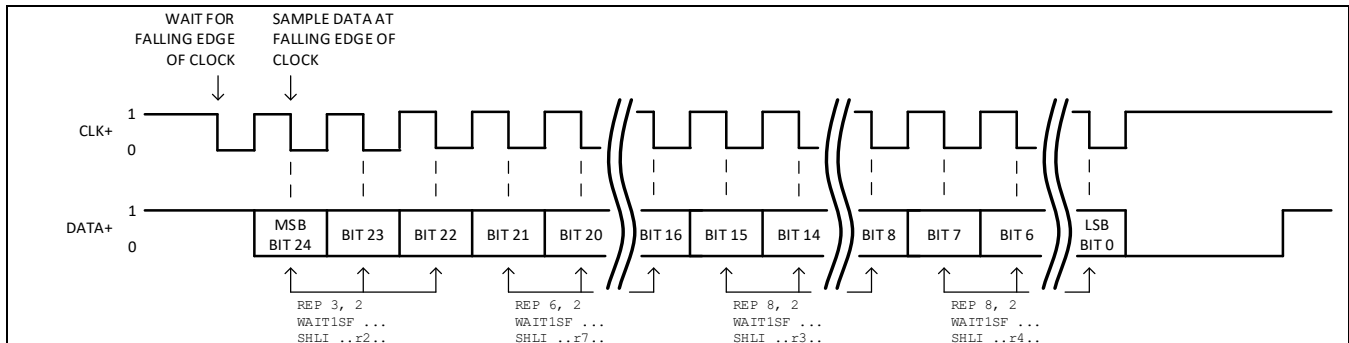 WAIT FOR
FALLING EDGE
OF CLOCK
SAMPLE DATA AT
FALLING EDGE OF
CLOCK
1
CLK+
0
1
DATA+
0
MSB
BIT 24
BIT 23
BIT 22
BIT 21
BIT 20
BIT 16
BIT 15
BIT 14
BIT 8
BIT 7
BIT 6
LSB
BIT 0
REP 3, 2
WAIT1SF ...
SHLI ..r2..
REP 6, 2
WAIT1SF ...
SHLI ..r7..
REP 8, 2
WAIT1SF ...
SHLI ..r3..
REP 8, 2
WAIT1SF ...
SHLI ..r4..